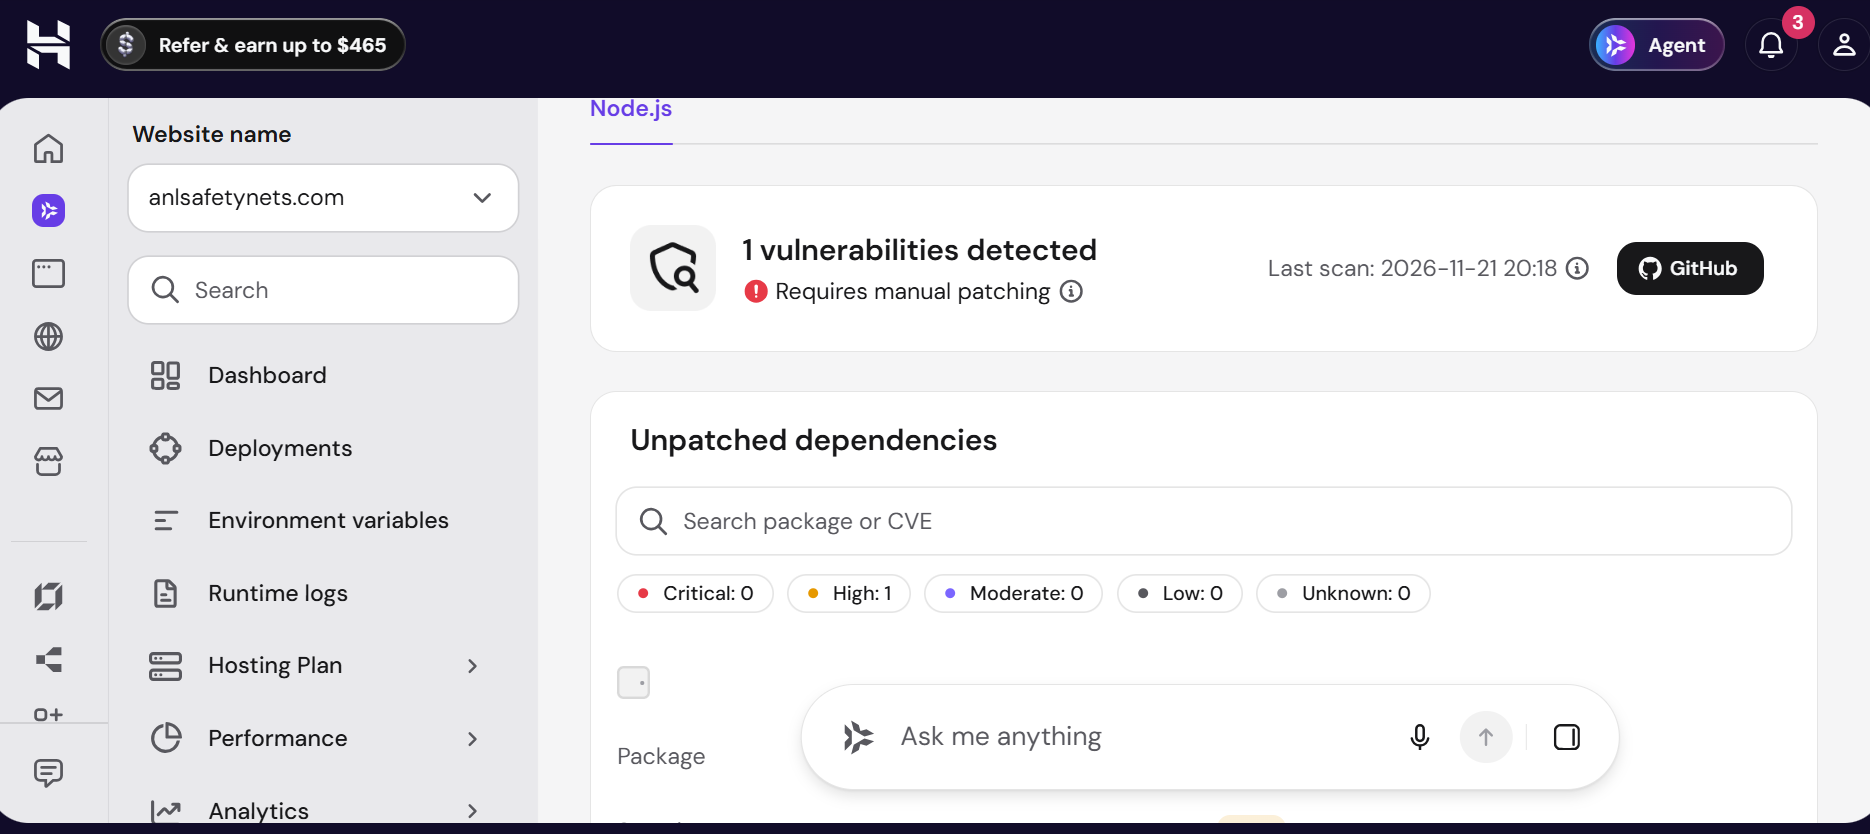 Refer & earn up to $465
Agent
3
Website name
anlsafetynets.com
Search
Dashboard
Deployments
Environment variables
Runtime logs
Hosting Plan
Performance
Analytics
Node.js
1 vulnerabilities detected
Requires manual patching
Last scan: 2026-11-21 20:18
GitHub
Unpatched dependencies
Search package or CVE
Critical: 0
High: 1
Moderate: 0
Low: 0
Unknown: 0
Package
Ask me anything